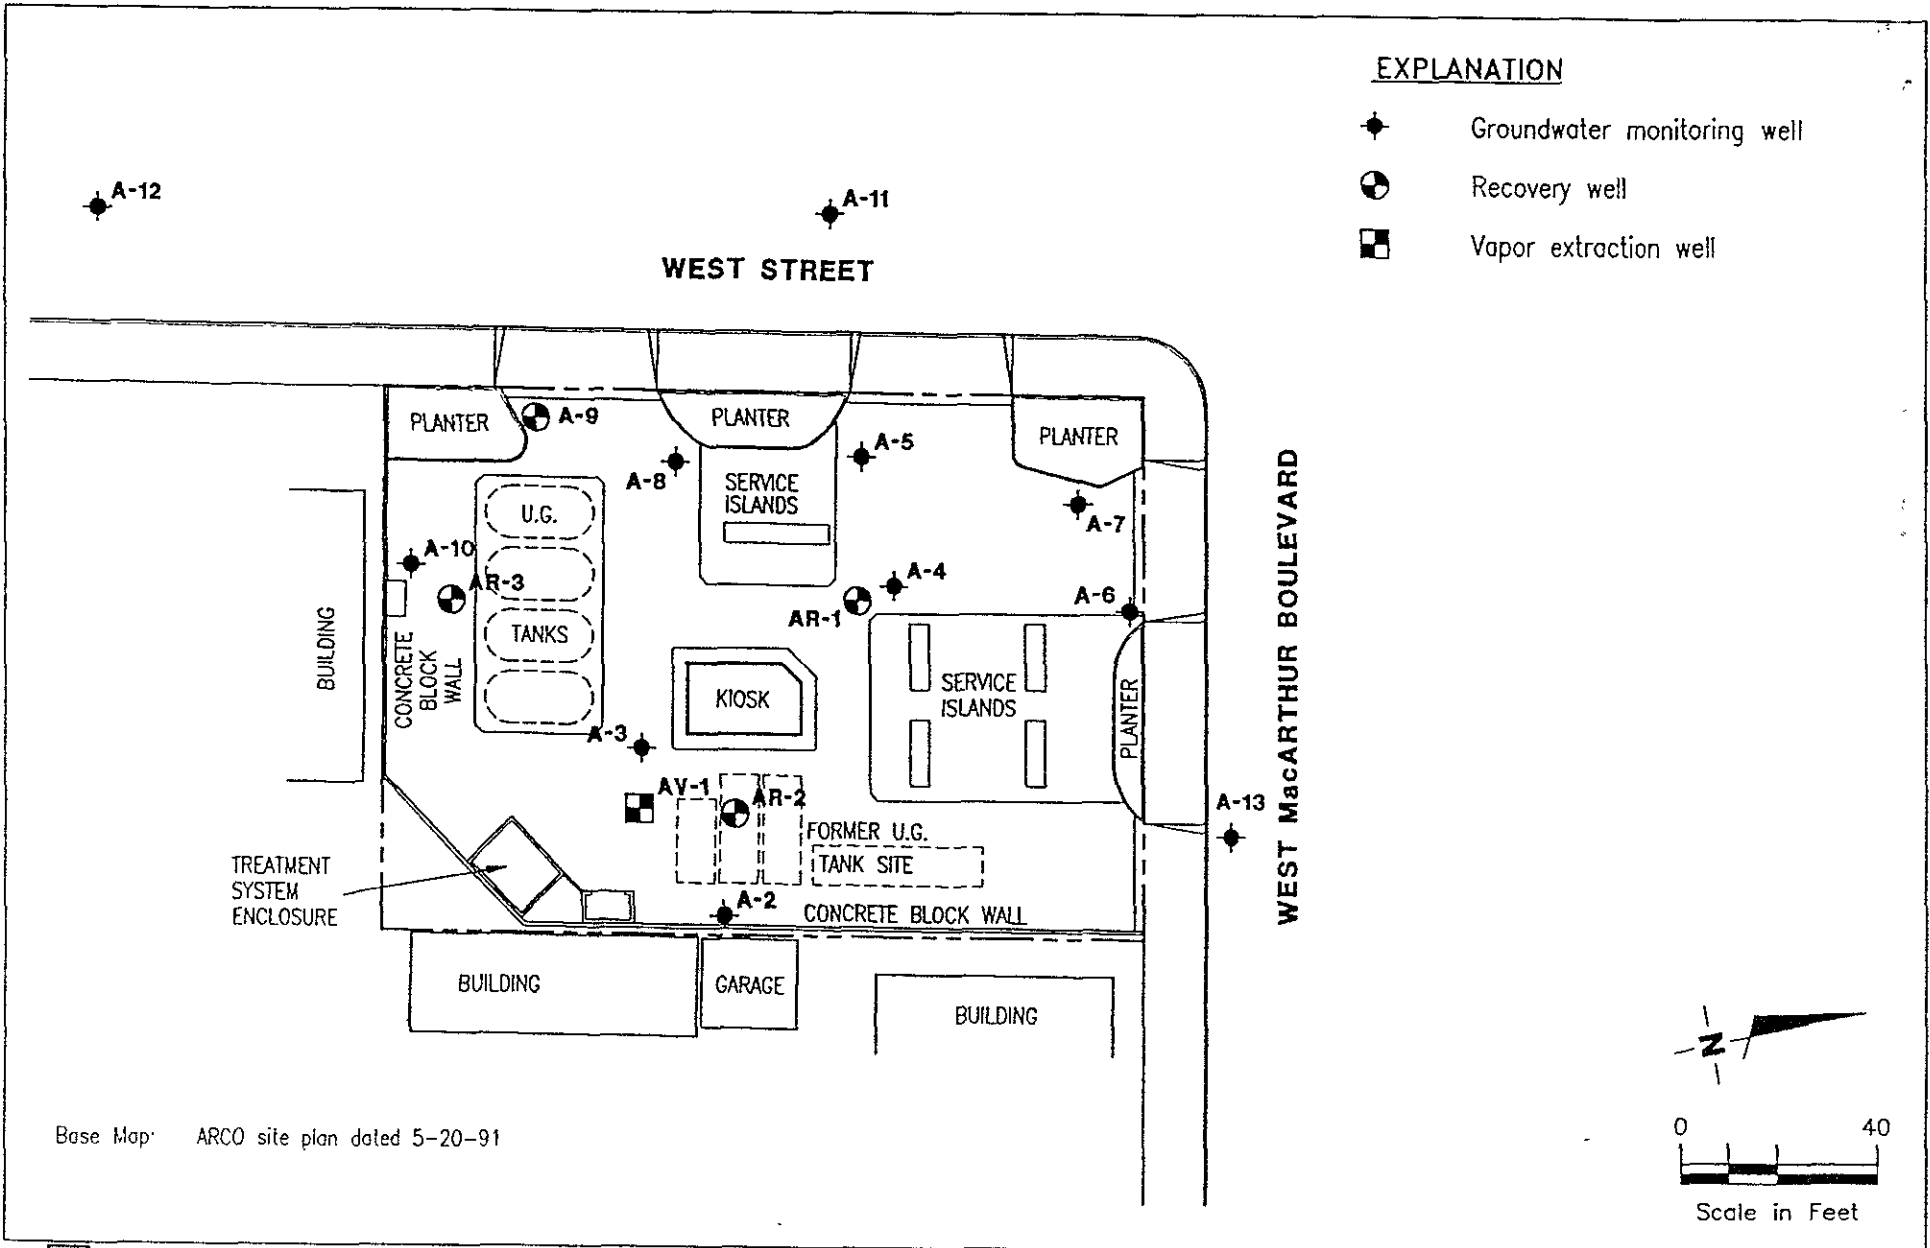 EXPLANATION
Groundwater monitoring well
Recovery well
Vapor extraction well
A-12
A-11
WEST STREET
PLANTER
A-9
PLANTER
A-5
PLANTER
A-8
SERVICE
ISLANDS
U.G.
A-7
A-10
AR-3
A-4
A-6
AR-1
TANKS
BUILDING
CONCRETE
BLOCK
WALL
KIOSK
SERVICE
ISLANDS
PLANTER
WEST MacARTHUR BOULEVARD
A-3
AV-1
AR-2
A-13
FORMER U.G.
TANK SITE
TREATMENT
SYSTEM
ENCLOSURE
A-2
CONCRETE BLOCK WALL
BUILDING
GARAGE
BUILDING
N
Base Map: ARCO site plan dated 5-20-91
0 40
Scale in Feet